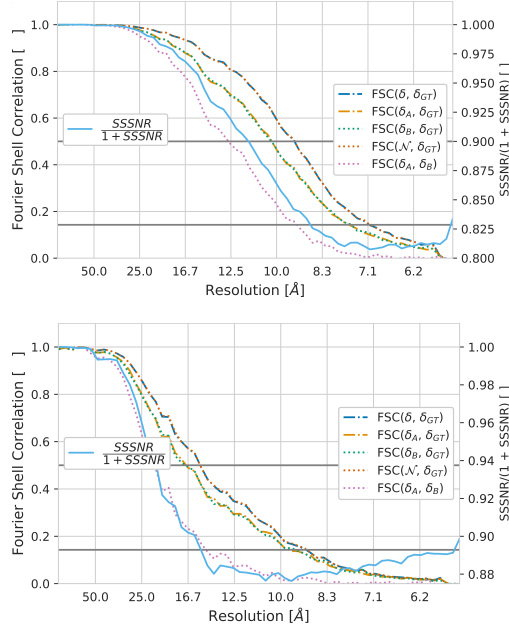 1.0
0.8
0.6
0.4
0.2
0.0
Fourier Shell Correlation [ ]
1.000
0.975
0.950
0.925
0.900
0.875
0.850
0.825
0.800
SSSNR/(1 + SSSNR) [ ]
SSSNR
1 + SSSNR
FSC(δ, δGT)
FSC(δA, δGT)
FSC(δB, δGT)
FSC(𝒩, δGT)
FSC(δA, δB)
50.0 25.0 16.7 12.5 10.0 8.3 7.1 6.2
Resolution [Å]
1.0
0.8
0.6
0.4
0.2
0.0
Fourier Shell Correlation [ ]
1.00
0.98
0.96
0.94
0.92
0.90
0.88
SSSNR/(1 + SSSNR) [ ]
SSSNR
1 + SSSNR
FSC(δ, δGT)
FSC(δA, δGT)
FSC(δB, δGT)
FSC(𝒩, δGT)
FSC(δA, δB)
50.0 25.0 16.7 12.5 10.0 8.3 7.1 6.2
Resolution [Å]